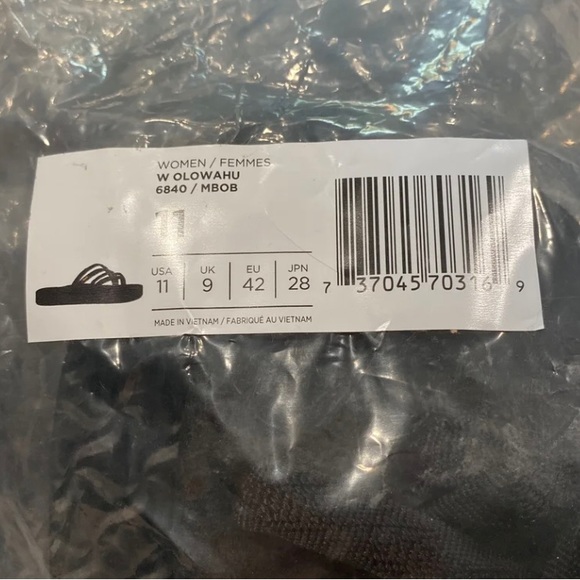 WOMEN / FEMMES
W OLOWAHU
6840 / MBOB
11
USA UK EU JPN
11 9 42 28
MADE IN VIETNAM / FABRIQUÉ AU VIETNAM
7 37045 70316 9